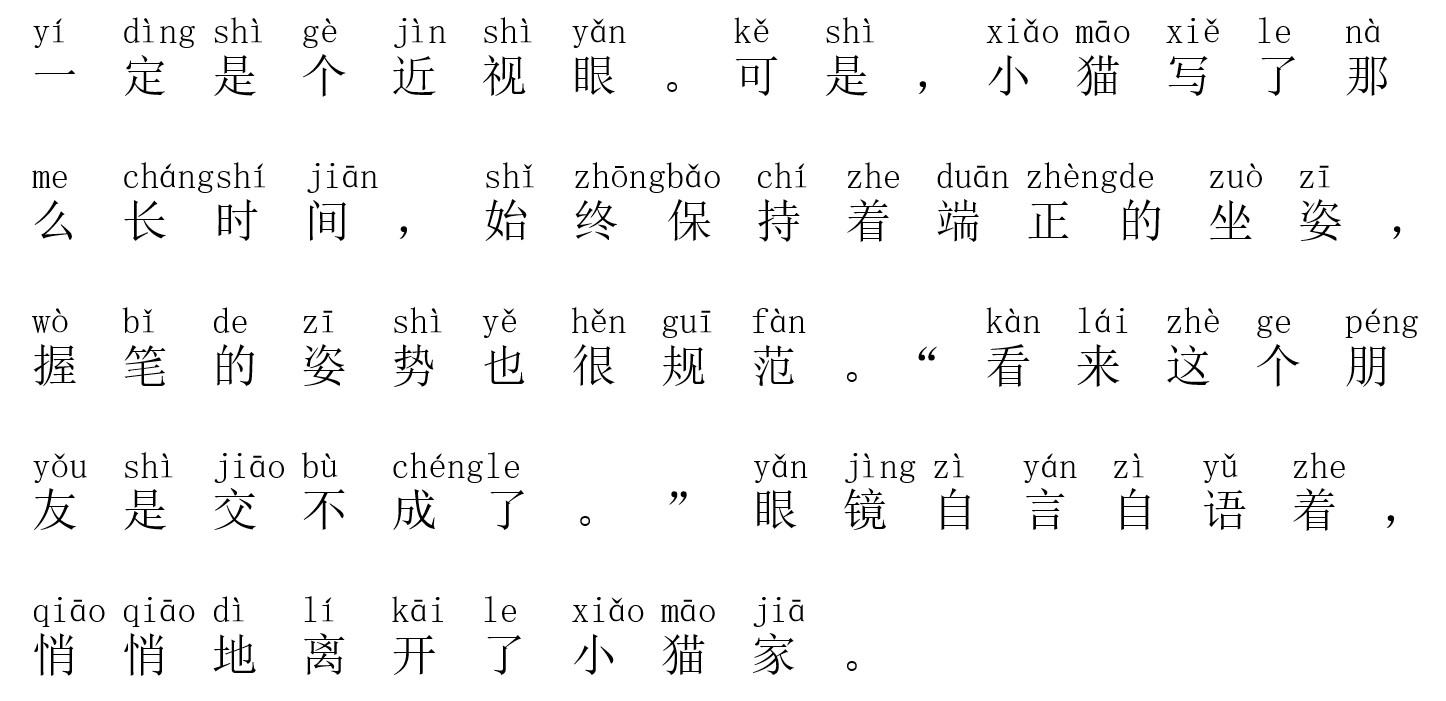 yí dìng shì gè jìn shì yǎn kě shì xiǎo māo xiě le nà
一定是个近视眼。可是，小猫写了那
me chángshí jiān shǐ zhōngbǎo chí zhe duān zhèngde zuò zī
么长时间，始终保持着端正的坐姿，
wò bǐ de zī shì yě hěn guī fàn kàn lái zhè ge péng
握笔的姿势也很规范。“看来这个朋
yǒu shì jiāo bù chéngle yǎn jìng zì yán zì yǔ zhe
友是交不成了。”眼镜自言自语着，
qiāo qiāo dì lí kāi le xiǎo māo jiā
悄悄地离开了小猫家。